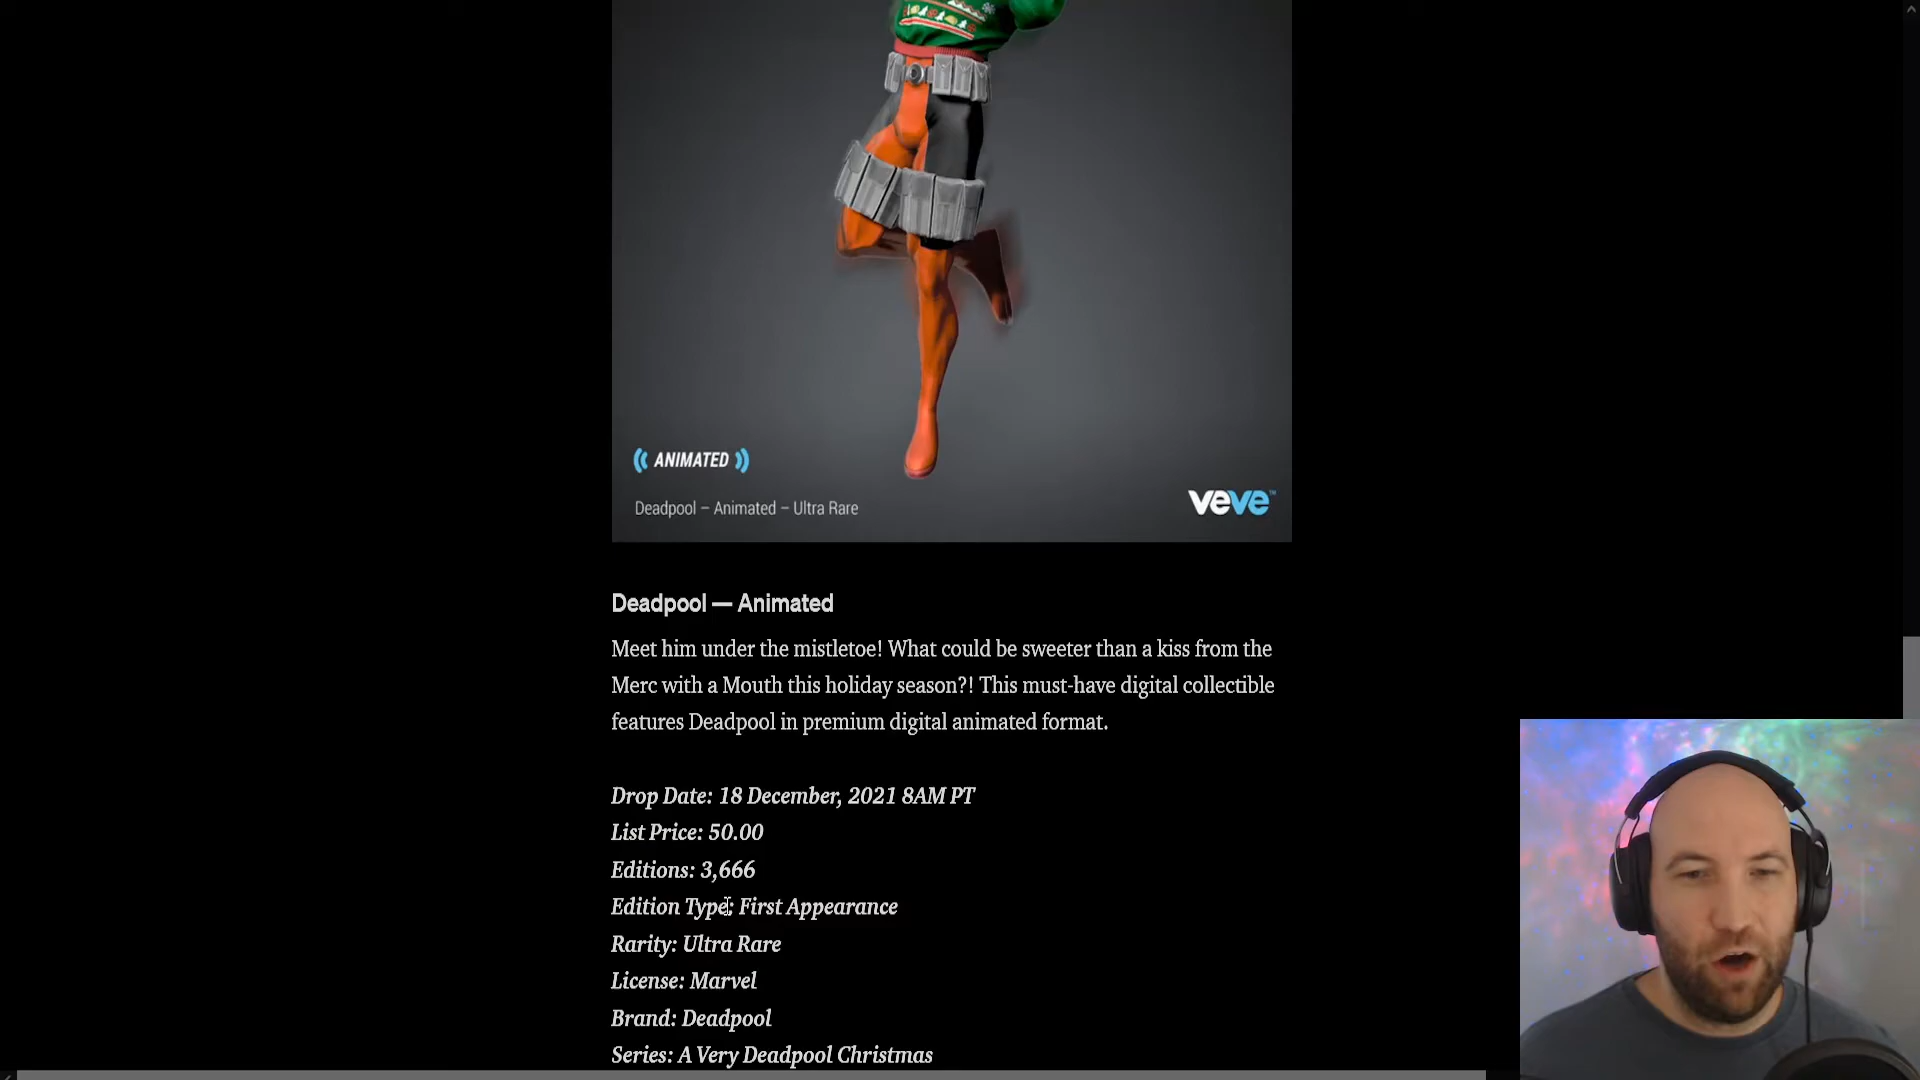 ANIMATED
Deadpool – Animated – Ultra Rare
veve™
Deadpool — Animated
Meet him under the mistletoe! What could be sweeter than a kiss from the
Merc with a Mouth this holiday season?! This must-have digital collectible
features Deadpool in premium digital animated format.
Drop Date: 18 December, 2021 8AM PT
List Price: 50.00
Editions: 3,666
Edition Type: First Appearance
Rarity: Ultra Rare
License: Marvel
Brand: Deadpool
Series: A Very Deadpool Christmas